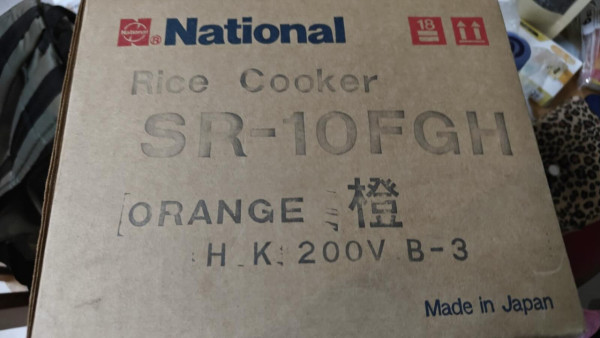 National
18
Rice Cooker
SR-10FGH
ORANGE 橙
H.K. 200V B-3
Made in Japan